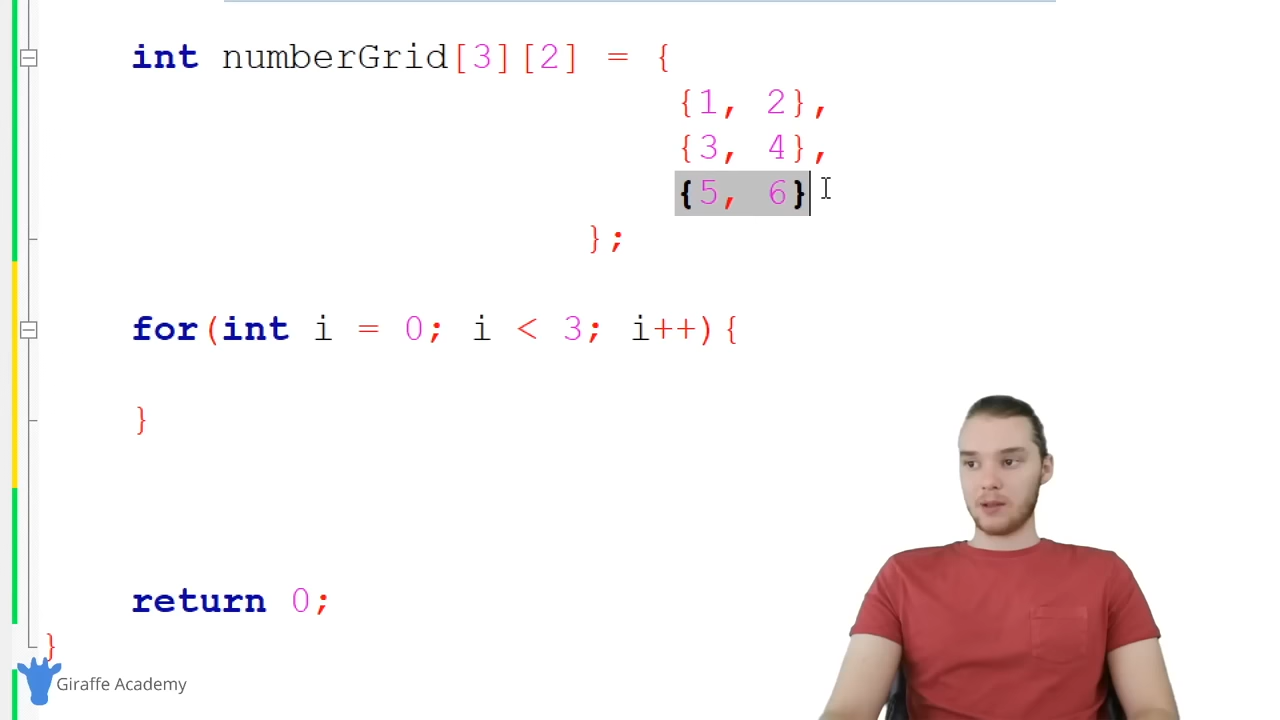 int numberGrid[3][2] = {
{1, 2},
{3, 4},
{5, 6}
};
for(int i = 0; i < 3; i++){
}
return 0;
}
Giraffe Academy